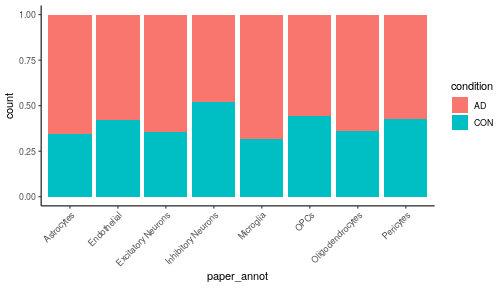 1.00
0.75
0.50
0.25
0.00
count
Astrocytes
Endothelial
Excitatory Neurons
Inhibitory Neurons
Microglia
OPCs
Oligodendrocytes
Pericytes
paper_annot
condition
AD
CON